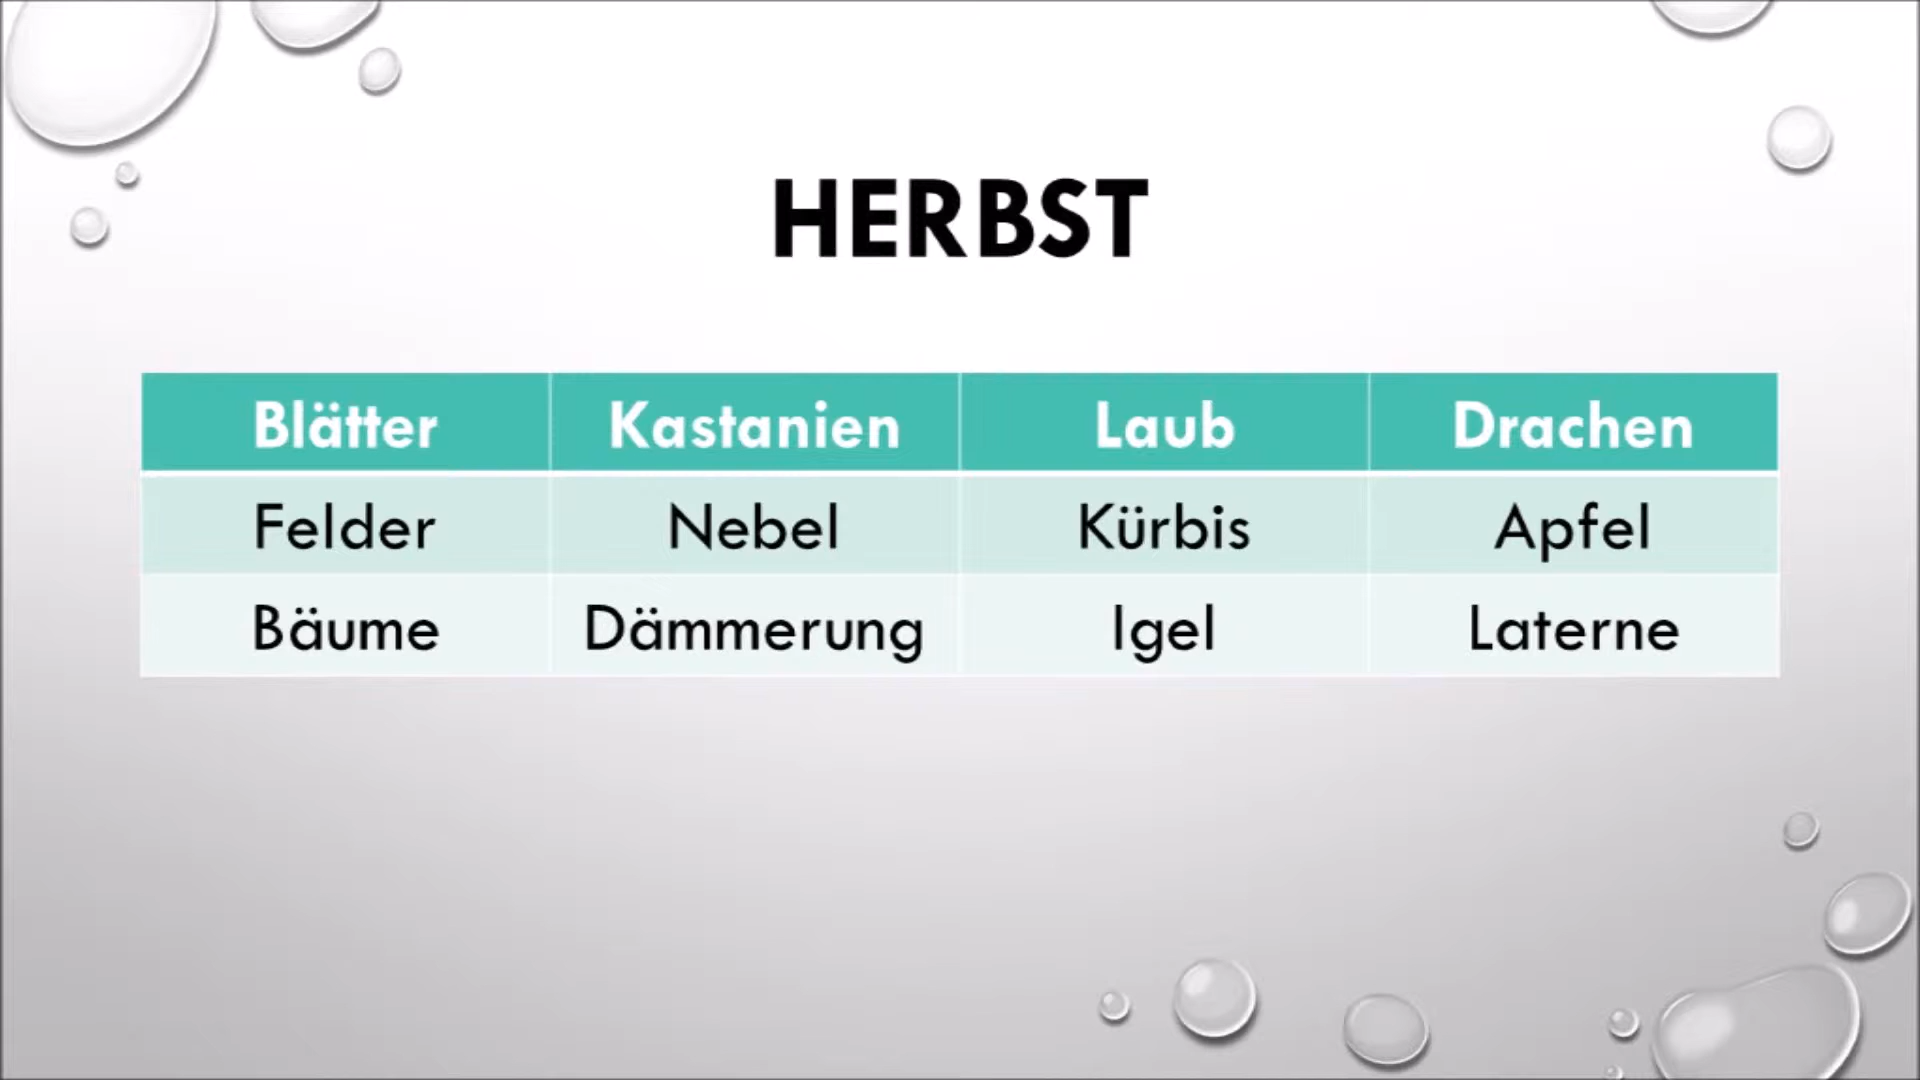 HERBST
Blätter Kastanien Laub Drachen
Felder Nebel Kürbis Apfel
Bäume Dämmerung Igel Laterne